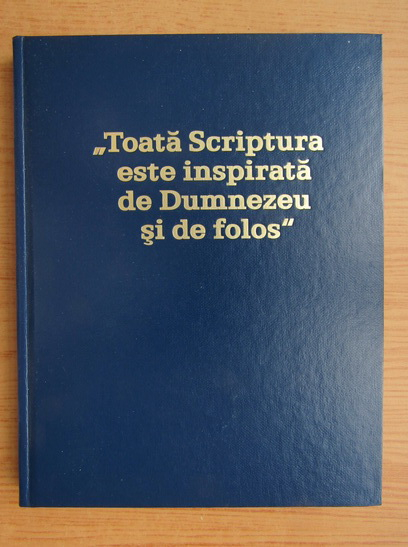 „Toată Scriptura
este inspirată
de Dumnezeu
şi de folos“